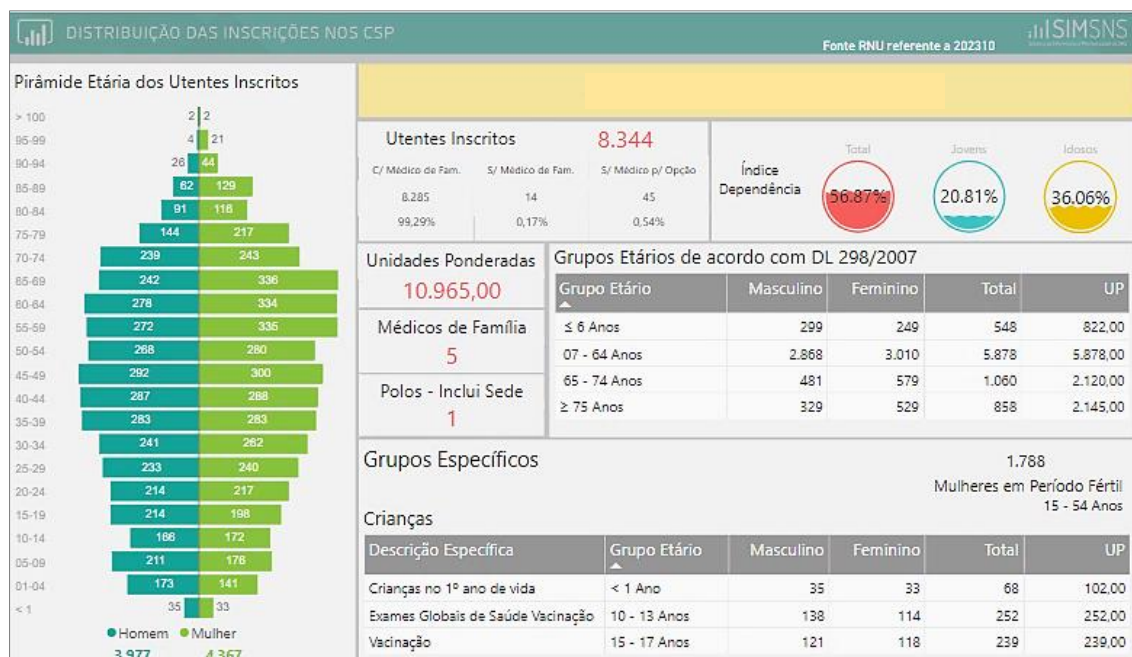 DISTRIBUIÇÃO DAS INSCRIÇÕES NOS CSP
Fonte RNU referente a 202310
SIMSNS
Pirâmide Etária dos Utentes Inscritos
> 100 2 2
95-99 4 21
90-94 26 44
85-89 62 129
80-84 91 116
75-79 144 217
70-74 239 243
65-69 242 336
60-64 278 334
55-59 272 335
50-54 268 280
45-49 292 300
40-44 287 288
35-39 283 283
30-34 241 262
25-29 233 240
20-24 214 217
15-19 214 198
10-14 166 172
05-09 211 176
01-04 173 141
< 1 35 33
Homem Mulher
3.977 4.367
Utentes Inscritos 8.344
C/ Médico de Fam. S/ Médico de Fam. S/ Médico p/ Opção
8.285 14 45
99,29% 0,17% 0,54%
Índice
Dependência
Total Jovens Idosos
56.87% 20.81% 36.06%
Unidades Ponderadas
10.965,00
Médicos de Família
5
Polos - Inclui Sede
1
Grupos Etários de acordo com DL 298/2007
Grupo Etário Masculino Feminino Total UP
≤ 6 Anos 299 249 548 822,00
07 - 64 Anos 2.868 3.010 5.878 5.878,00
65 - 74 Anos 481 579 1.060 2.120,00
≥ 75 Anos 329 529 858 2.145,00
Grupos Específicos
1.788
Mulheres em Período Fértil
15 - 54 Anos
Crianças
Descrição Específica Grupo Etário Masculino Feminino Total UP
Crianças no 1º ano de vida < 1 Ano 35 33 68 102,00
Exames Globais de Saúde Vacinação 10 - 13 Anos 138 114 252 252,00
Vacinação 15 - 17 Anos 121 118 239 239,00